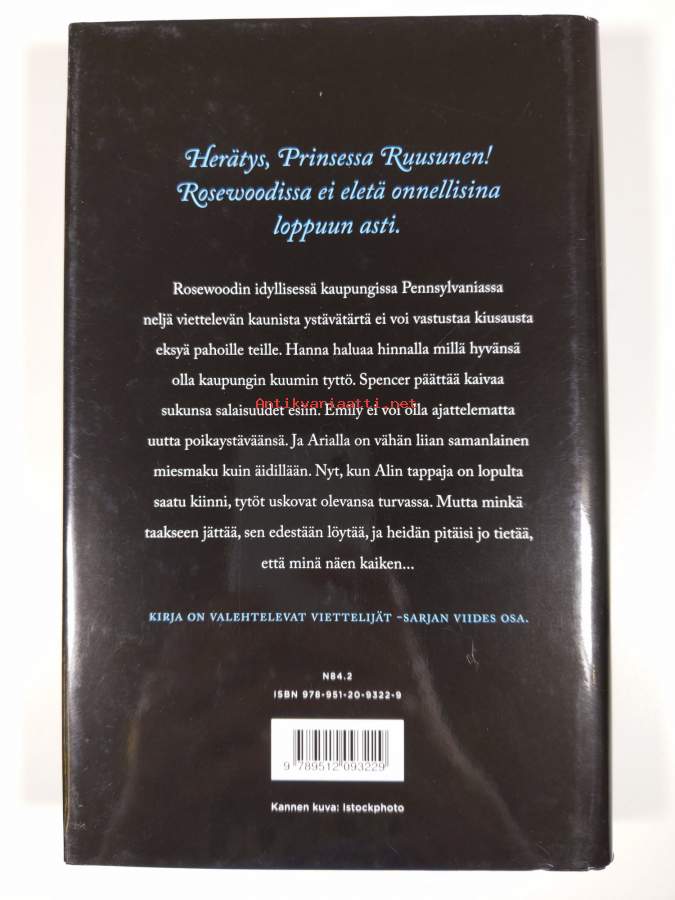 Herätys, Prinsessa Ruusunen!
Rosewoodissa ei eletä onnellisina
loppuun asti.
Rosewoodin idyllisessä kaupungissa Pennsylvaniassa
neljä viettelevän kaunista ystävätärtä ei voi vastustaa kiusausta
eksyä pahoille teille. Hanna haluaa hinnalla millä hyvänsä
olla kaupungin kuumin tyttö. Spencer päättää kaivaa
Antikvariaatti.net
sukunsa salaisuudet esiin. Emily ei voi olla ajattelematta
uutta poikaystäväänsä. Ja Arialla on vähän liian samanlainen
miesmaku kuin äidillään. Nyt, kun Alin tappaja on lopulta
saatu kiinni, tytöt uskovat olevansa turvassa. Mutta minkä
taakseen jättää, sen edestään löytää, ja heidän pitäisi jo tietää,
että minä näen kaiken...
KIRJA ON VALEHTELEVAT VIETTELIJÄT -SARJAN VIIDES OSA.
N84.2
ISBN 978-951-20-9322-9
9 789512 093229
Kannen kuva: Istockphoto